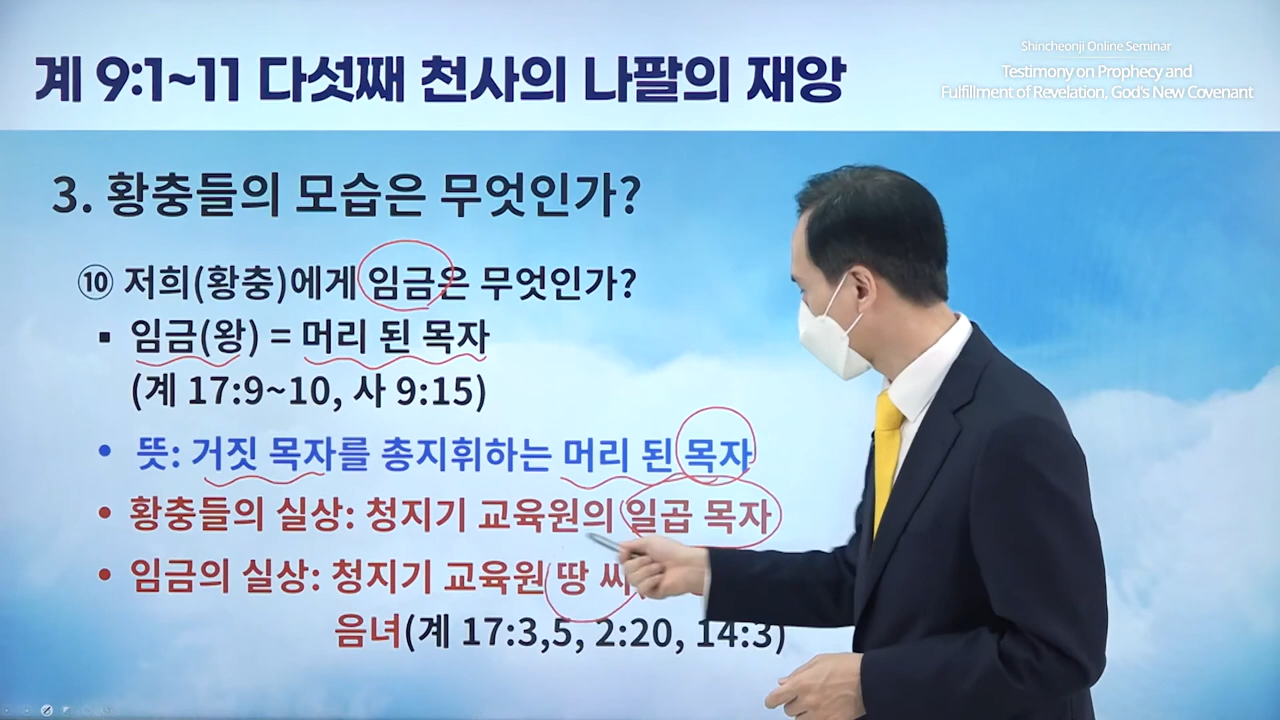 계 9:1~11 다섯째 천사의 나팔의 재앙
Shincheonji Online Seminar
Testimony on Prophecy and
Fulfillment of Revelation, God's New Covenant
3. 황충들의 모습은 무엇인가?
⑩ 저희(황충)에게 임금은 무엇인가?
▪ 임금(왕) = 머리 된 목자
(계 17:9~10, 사 9:15)
• 뜻: 거짓 목자를 총지휘하는 머리 된 목자
• 황충들의 실상: 청지기 교육원의 일곱 목자
• 임금의 실상: 청지기 교육원 땅 씨
음녀(계 17:3,5, 2:20, 14:3)